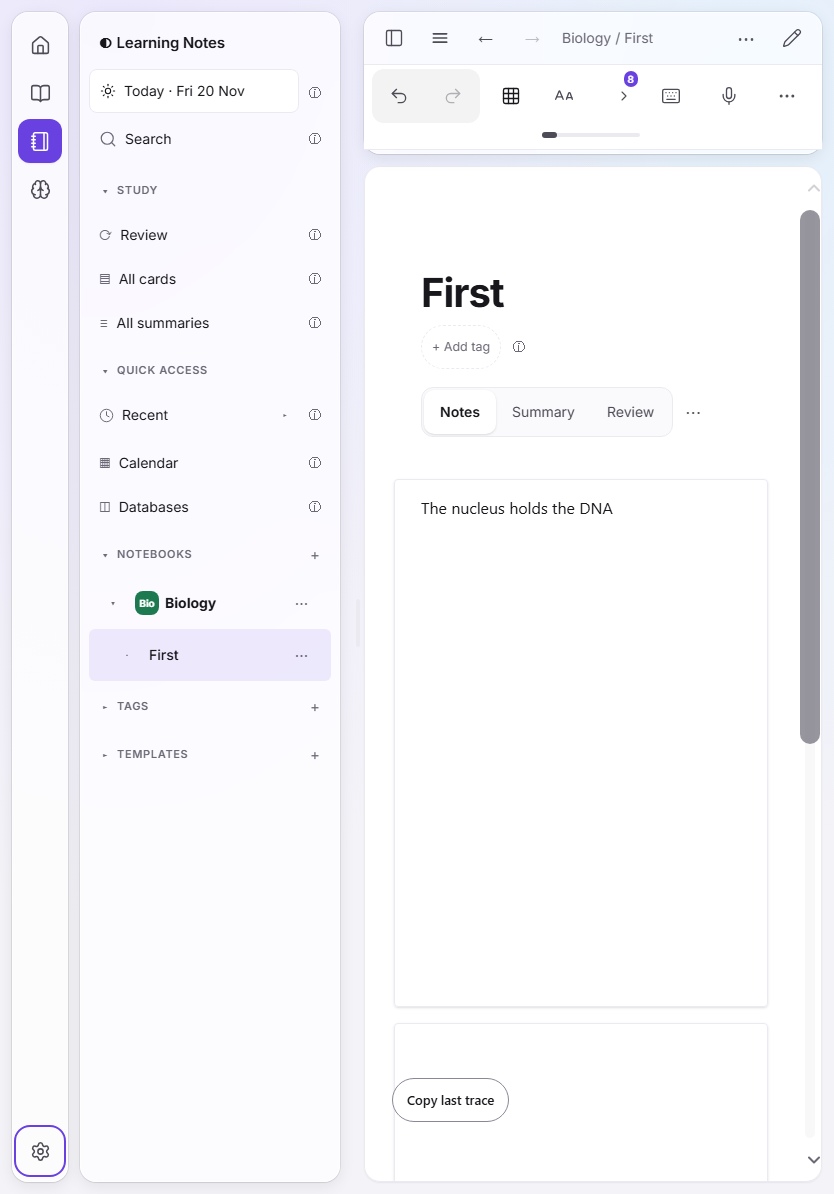 Learning Notes
Today · Fri 20 Nov
Search
STUDY
Review
All cards
All summaries
QUICK ACCESS
Recent
Calendar
Databases
NOTEBOOKS
Bio Biology
First
TAGS
TEMPLATES
Biology / First
AA
8
First
+ Add tag
Notes Summary Review
The nucleus holds the DNA
Copy last trace